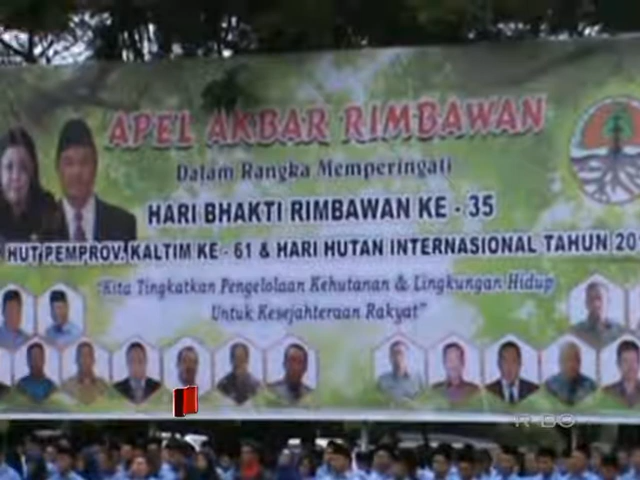 APEL AKBAR RIMBAWAN
Dalam Rangka Memperingati
HARI BHAKTI RIMBAWAN KE - 35
HUT PEMPROV. KALTIM KE - 61 & HARI HUTAN INTERNASIONAL TAHUN 20
"Kita Tingkatkan Pengelolaan Kehutanan & Lingkungan Hidup
Untuk Kesejahteraan Rakyat"